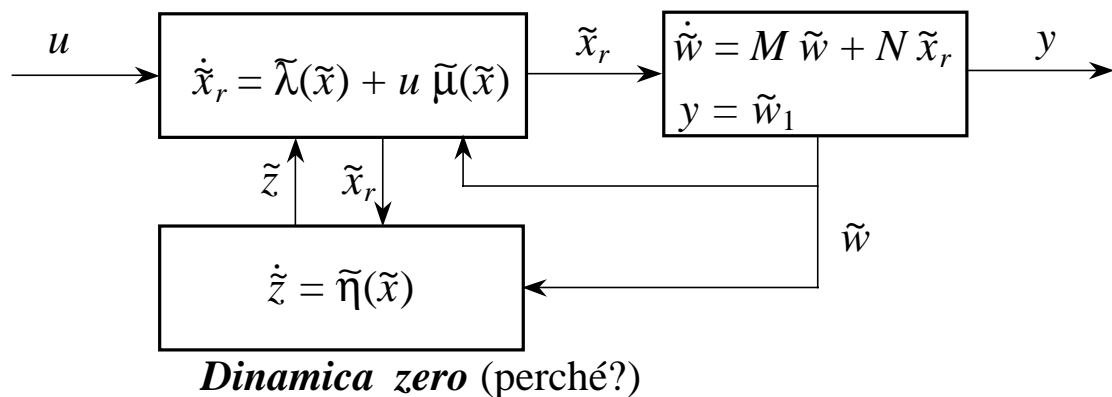 u
x̃̇_r = λ̃(x̃) + u μ̃(x̃)
x̃_r
w̃̇ = M w̃ + N x̃_r
y = w̃_1
y
z̃
x̃_r
w̃
z̃̇ = η̃(x̃)
Dinamica zero (perché?)